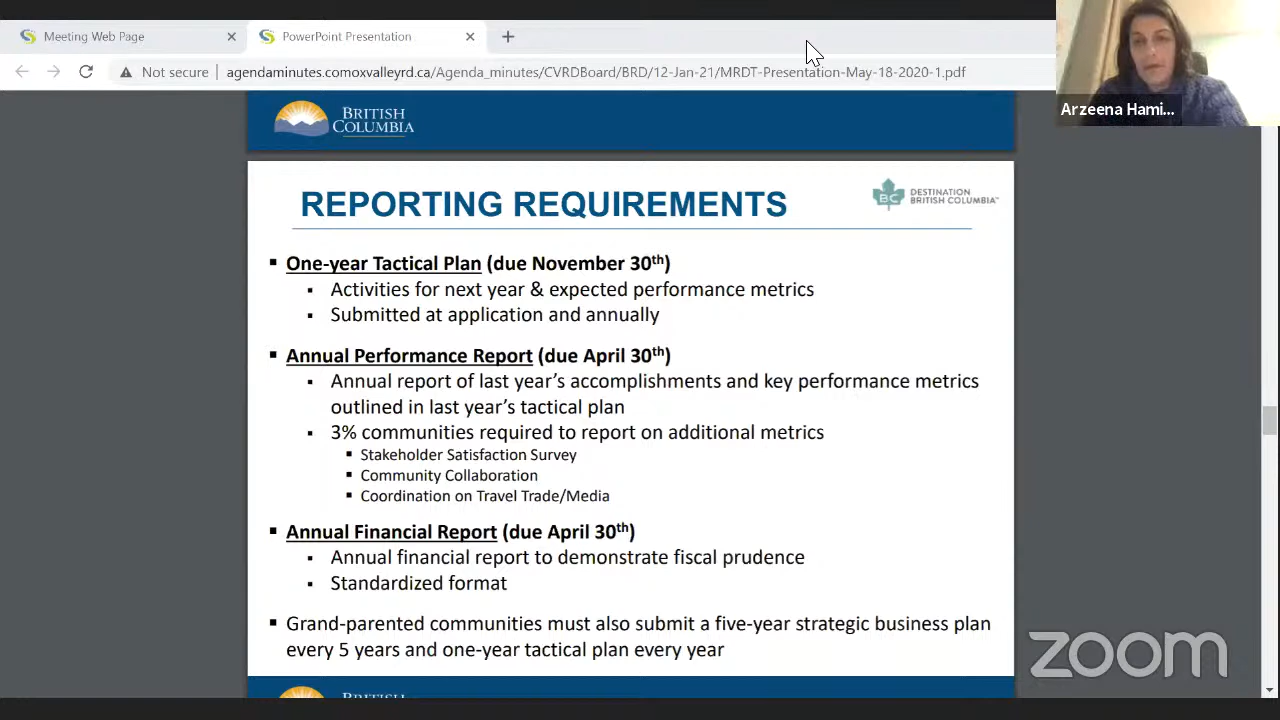 Meeting Web Page
PowerPoint Presentation
Not secure
agendaminutes.comoxvalleyrd.ca/Agenda_minutes/CVRDBoard/BRD/12-Jan-21/MRDT-Presentation-May-18-2020-1.pdf
Arzeena Hami...
BRITISH
COLUMBIA
REPORTING REQUIREMENTS
BC
DESTINATION
BRITISH COLUMBIA™
▪ One-year Tactical Plan (due November 30th)
▪ Activities for next year & expected performance metrics
▪ Submitted at application and annually
▪ Annual Performance Report (due April 30th)
▪ Annual report of last year's accomplishments and key performance metrics
outlined in last year's tactical plan
▪ 3% communities required to report on additional metrics
▪ Stakeholder Satisfaction Survey
▪ Community Collaboration
▪ Coordination on Travel Trade/Media
▪ Annual Financial Report (due April 30th)
▪ Annual financial report to demonstrate fiscal prudence
▪ Standardized format
▪ Grand-parented communities must also submit a five-year strategic business plan
every 5 years and one-year tactical plan every year
zoom
BRITISH